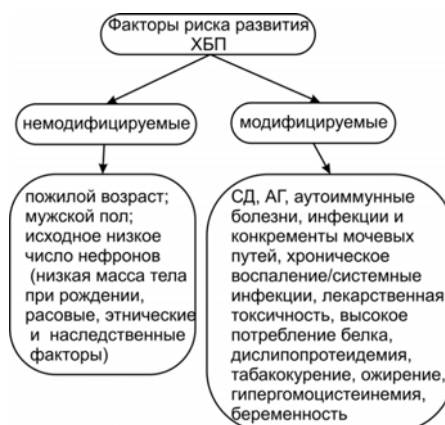 Факторы риска развития
ХБП
немодифицируемые
модифицируемые
пожилой возраст;
мужской пол;
исходное низкое
число нефронов
(низкая масса тела
при рождении,
расовые, этнические
и наследственные
факторы)
СД, АГ, аутоиммунные
болезни, инфекции и
конкременты мочевых
путей, хроническое
воспаление/системные
инфекции, лекарственная
токсичность, высокое
потребление белка,
дислипопротеидемия,
табакокурение, ожирение,
гипергомоцистеинемия,
беременность